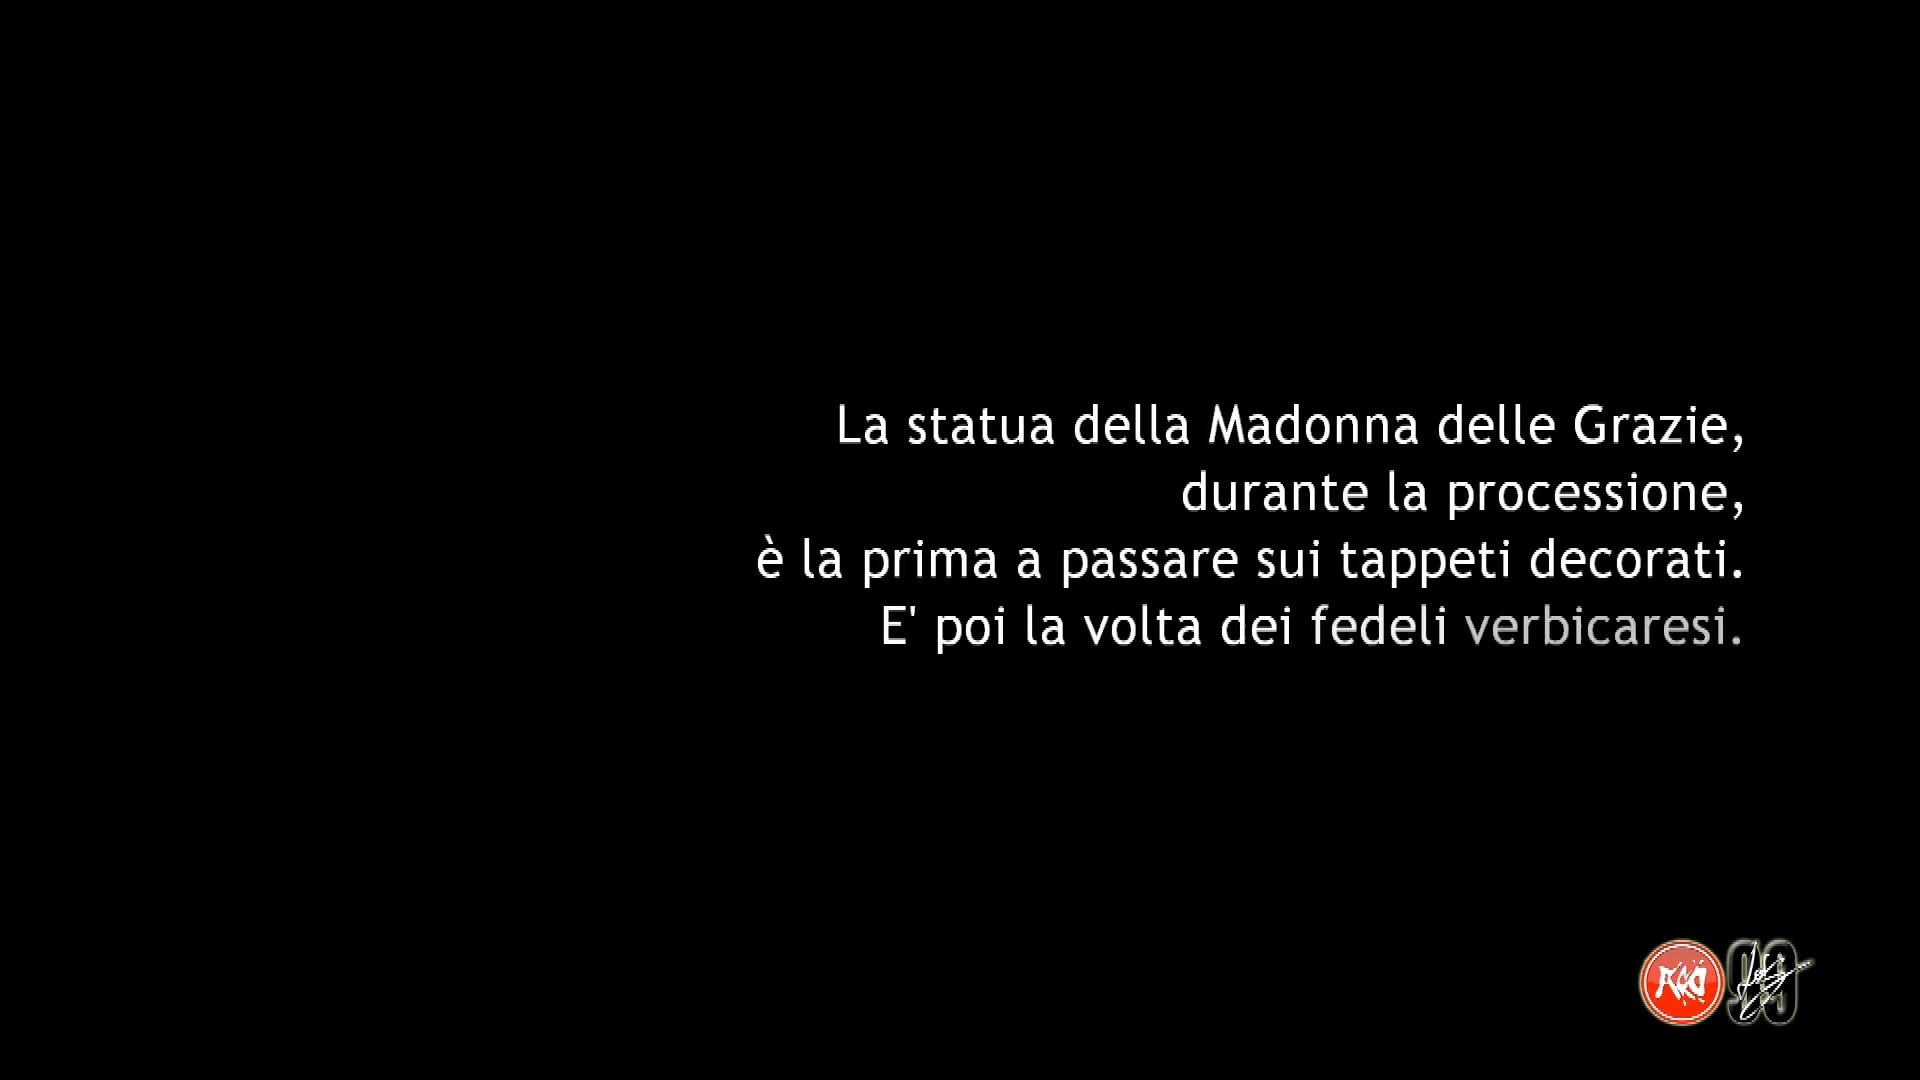 La statua della Madonna delle Grazie,
durante la processione,
è la prima a passare sui tappeti decorati.
E' poi la volta dei fedeli verbicaresi.